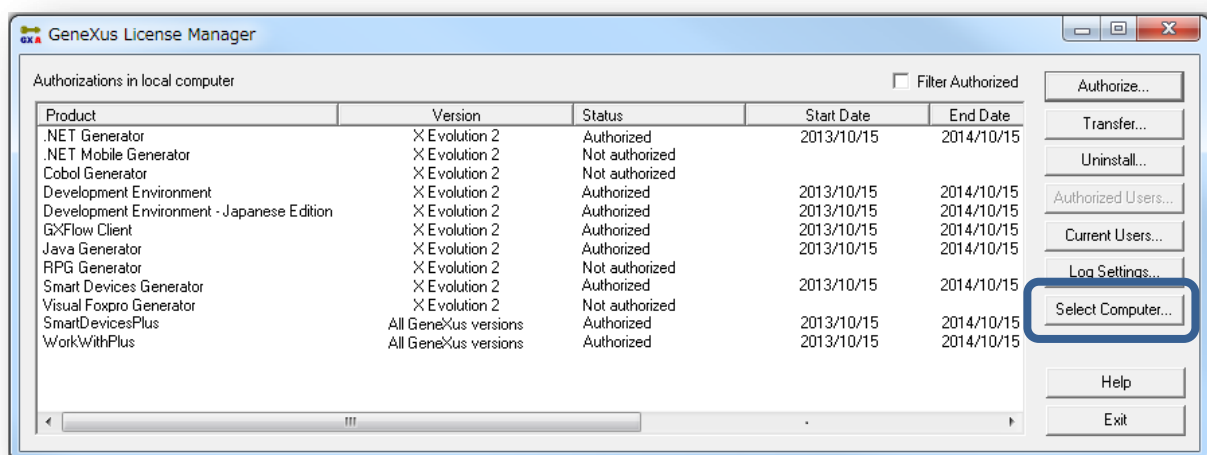 GX A GeneXus License Manager
Authorizations in local computer Filter Authorized
Product Version Status Start Date End Date
.NET Generator X Evolution 2 Authorized 2013/10/15 2014/10/15
.NET Mobile Generator X Evolution 2 Not authorized
Cobol Generator X Evolution 2 Not authorized
Development Environment X Evolution 2 Authorized 2013/10/15 2014/10/15
Development Environment - Japanese Edition X Evolution 2 Authorized 2013/10/15 2014/10/15
GXFlow Client X Evolution 2 Authorized 2013/10/15 2014/10/15
Java Generator X Evolution 2 Authorized 2013/10/15 2014/10/15
RPG Generator X Evolution 2 Not authorized
Smart Devices Generator X Evolution 2 Authorized 2013/10/15 2014/10/15
Visual Foxpro Generator X Evolution 2 Not authorized
SmartDevicesPlus All GeneXus versions Authorized 2013/10/15 2014/10/15
WorkWithPlus All GeneXus versions Authorized 2013/10/15 2014/10/15
Authorize...
Transfer...
Uninstall...
Authorized Users...
Current Users...
Log Settings...
Select Computer...
Help
Exit